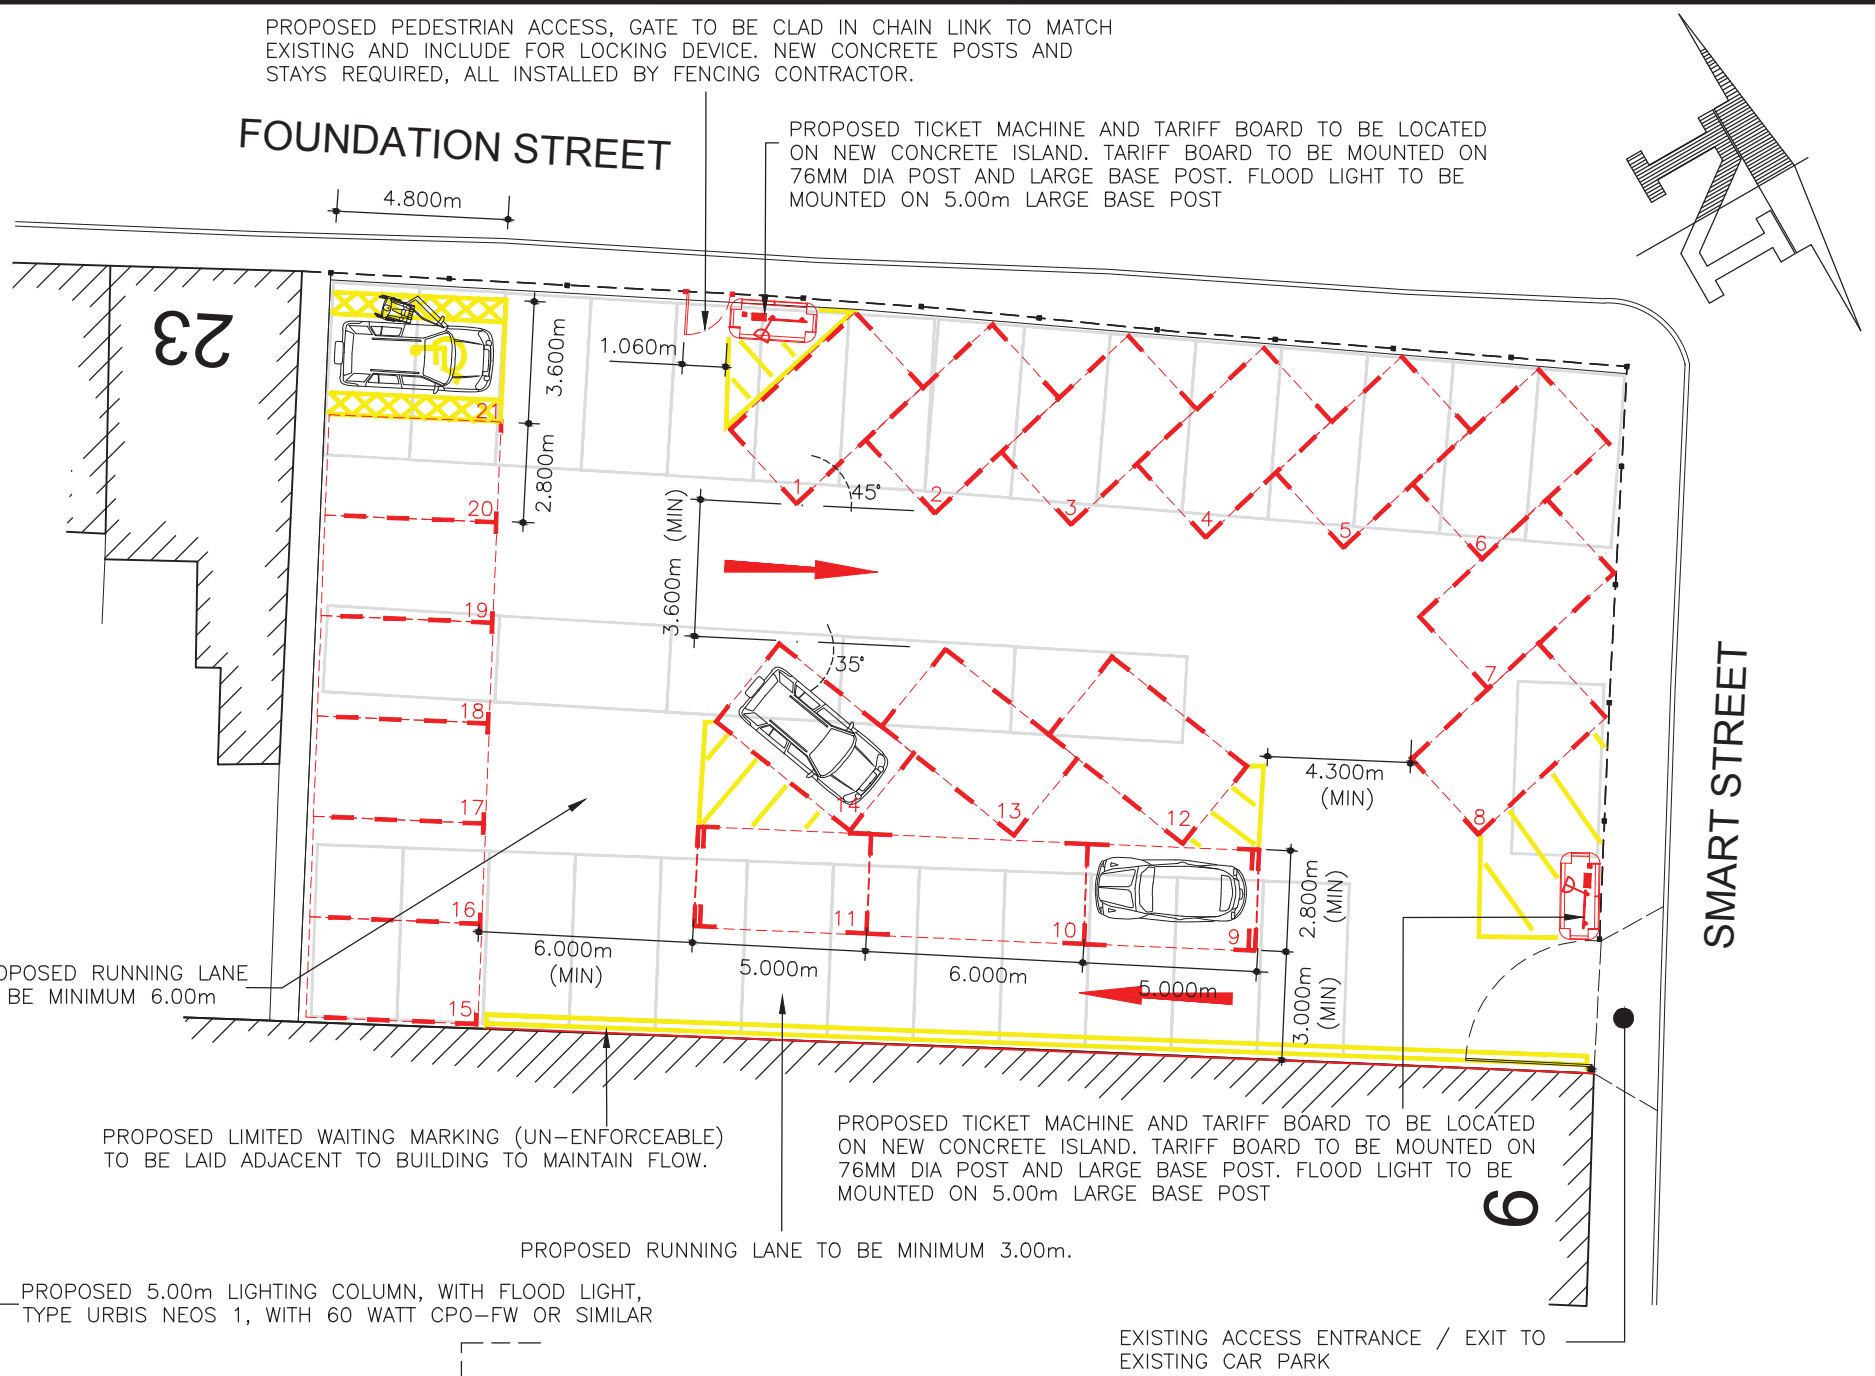 PROPOSED PEDESTRIAN ACCESS, GATE TO BE CLAD IN CHAIN LINK TO MATCH
EXISTING AND INCLUDE FOR LOCKING DEVICE. NEW CONCRETE POSTS AND
STAYS REQUIRED, ALL INSTALLED BY FENCING CONTRACTOR.
FOUNDATION STREET
PROPOSED TICKET MACHINE AND TARIFF BOARD TO BE LOCATED
ON NEW CONCRETE ISLAND. TARIFF BOARD TO BE MOUNTED ON
76MM DIA POST AND LARGE BASE POST. FLOOD LIGHT TO BE
MOUNTED ON 5.00m LARGE BASE POST
N
4.800m
23
3.600m
1.060m
21
2.800m
20
1
45°
2
3
4
5
6
3.600m (MIN)
19
35°
7
18
4.300m
(MIN)
17
14
13
12
8
SMART STREET
16
11
10
9
2.800m
(MIN)
6.000m
(MIN)
5.000m
6.000m
5.000m
3.000m
(MIN)
OPOSED RUNNING LANE
BE MINIMUM 6.00m
15
PROPOSED LIMITED WAITING MARKING (UN-ENFORCEABLE)
TO BE LAID ADJACENT TO BUILDING TO MAINTAIN FLOW.
PROPOSED TICKET MACHINE AND TARIFF BOARD TO BE LOCATED
ON NEW CONCRETE ISLAND. TARIFF BOARD TO BE MOUNTED ON
76MM DIA POST AND LARGE BASE POST. FLOOD LIGHT TO BE
MOUNTED ON 5.00m LARGE BASE POST
9
PROPOSED RUNNING LANE TO BE MINIMUM 3.00m.
PROPOSED 5.00m LIGHTING COLUMN, WITH FLOOD LIGHT,
TYPE URBIS NEOS 1, WITH 60 WATT CPO-FW OR SIMILAR
EXISTING ACCESS ENTRANCE / EXIT TO
EXISTING CAR PARK